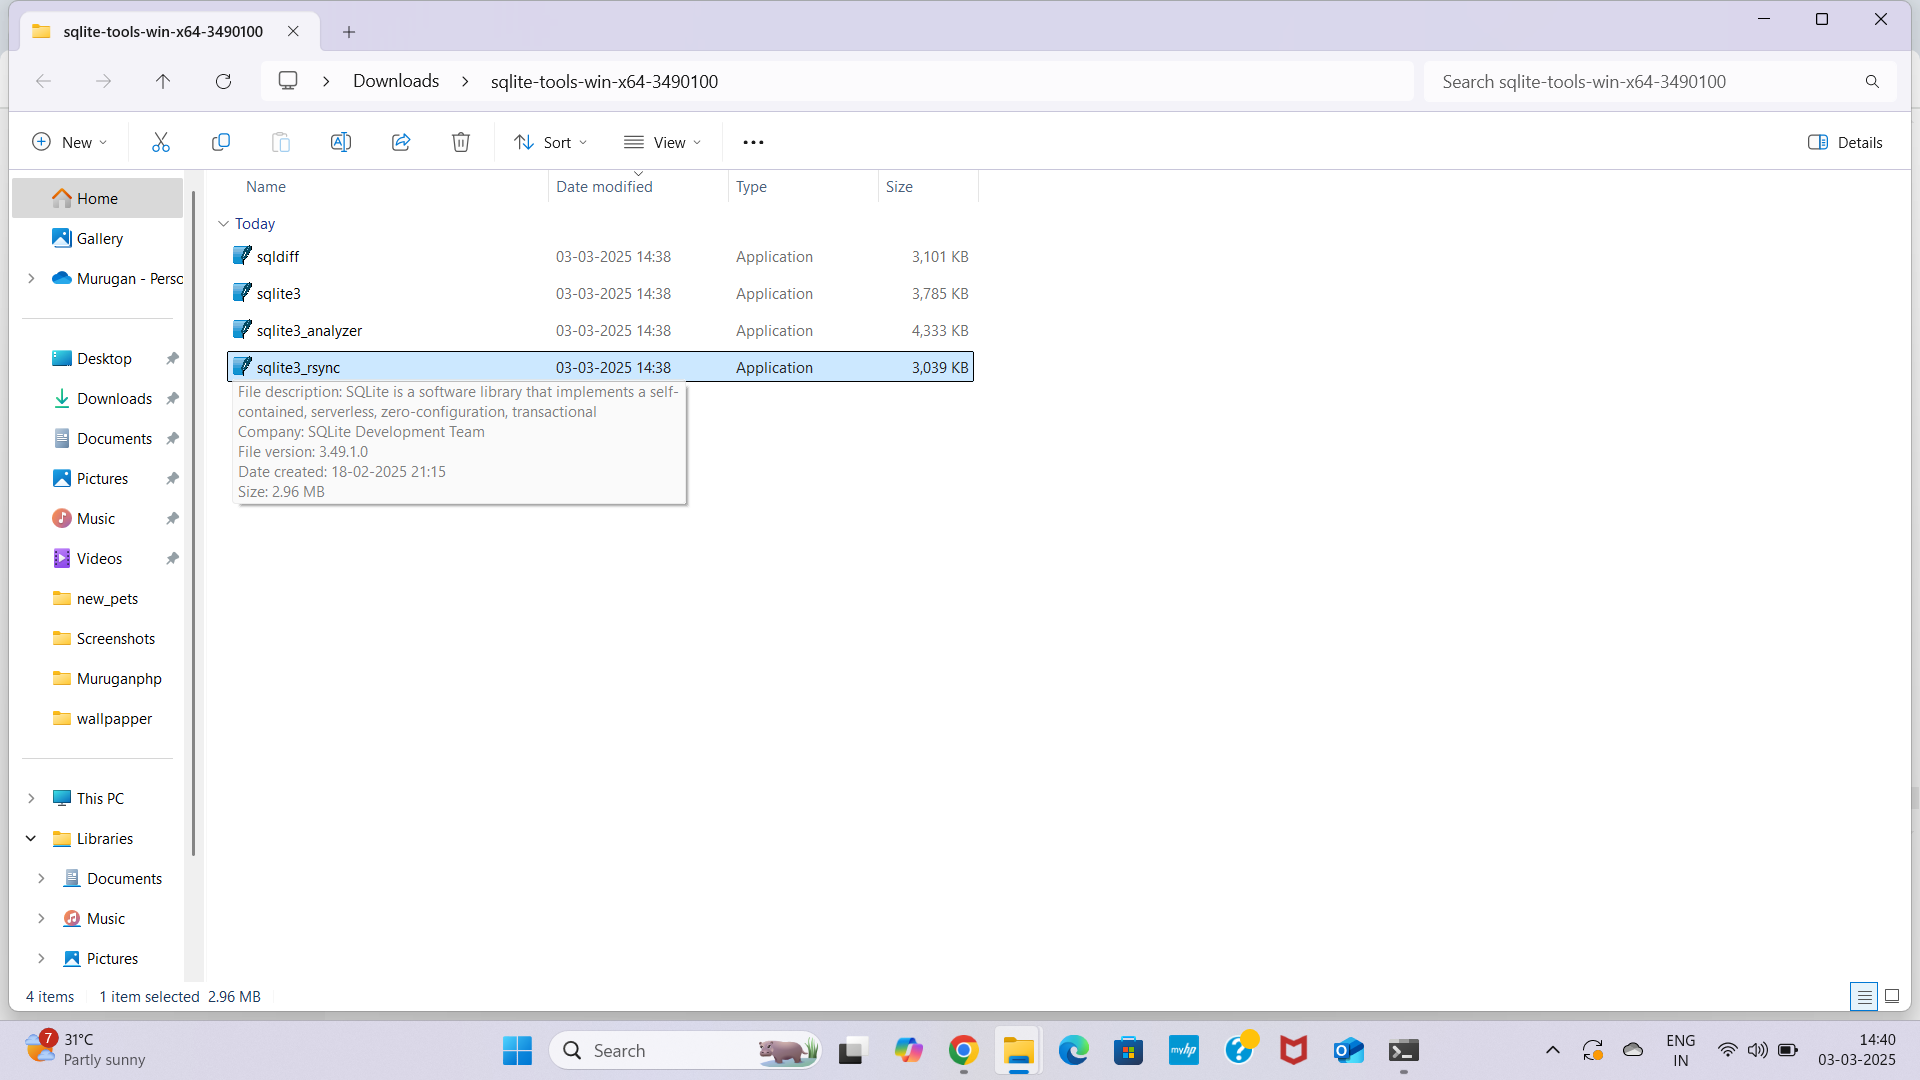 sqlite-tools-win-x64-3490100
Downloads
sqlite-tools-win-x64-3490100
Search sqlite-tools-win-x64-3490100
New
Sort
View
Details
Home
Gallery
Murugan - Perso
Desktop
Downloads
Documents
Pictures
Music
Videos
new_pets
Screenshots
Muruganphp
wallpapper
This PC
Libraries
Documents
Music
Pictures
Name Date modified Type Size
Today
sqldiff 03-03-2025 14:38 Application 3,101 KB
sqlite3 03-03-2025 14:38 Application 3,785 KB
sqlite3_analyzer 03-03-2025 14:38 Application 4,333 KB
sqlite3_rsync 03-03-2025 14:38 Application 3,039 KB
File description: SQLite is a software library that implements a self-
contained, serverless, zero-configuration, transactional
Company: SQLite Development Team
File version: 3.49.1.0
Date created: 18-02-2025 21:15
Size: 2.96 MB
4 items 1 item selected 2.96 MB
7
31°C
Partly sunny
Search
myhp
ENG
IN
14:40
03-03-2025